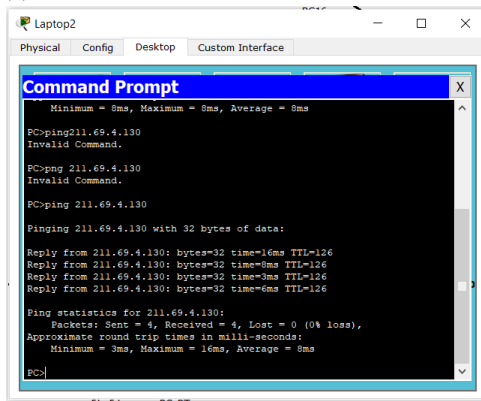 Laptop2
Physical Config Desktop Custom Interface
Command Prompt X
Minimum = 8ms, Maximum = 8ms, Average = 8ms
PC>ping211.69.4.130
Invalid Command.
PC>png 211.69.4.130
Invalid Command.
PC>ping 211.69.4.130
Pinging 211.69.4.130 with 32 bytes of data:
Reply from 211.69.4.130: bytes=32 time=16ms TTL=126
Reply from 211.69.4.130: bytes=32 time=8ms TTL=126
Reply from 211.69.4.130: bytes=32 time=3ms TTL=126
Reply from 211.69.4.130: bytes=32 time=6ms TTL=126
Ping statistics for 211.69.4.130:
Packets: Sent = 4, Received = 4, Lost = 0 (0% loss),
Approximate round trip times in milli-seconds:
Minimum = 3ms, Maximum = 16ms, Average = 8ms
PC>